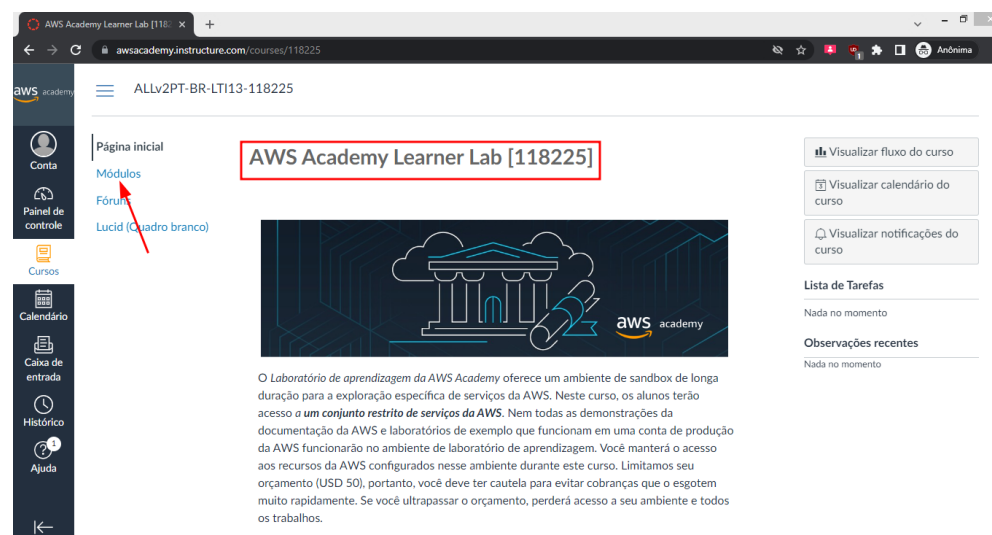 AWS Academy Learner Lab [118
awsacademy.instructure.com/courses/118225
1
Anônima
aws academy
ALLv2PT-BR-LTI13-118225
Conta
Painel de
controle
Cursos
Calendário
Caixa de
entrada
Histórico
1
Ajuda
Página inicial
Módulos
Fóruns
Lucid (Quadro branco)
AWS Academy Learner Lab [118225]
aws academy
O Laboratório de aprendizagem da AWS Academy oferece um ambiente de sandbox de longa
duração para a exploração específica de serviços da AWS. Neste curso, os alunos terão
acesso a um conjunto restrito de serviços da AWS. Nem todas as demonstrações da
documentação da AWS e laboratórios de exemplo que funcionam em uma conta de produção
da AWS funcionarão no ambiente de laboratório de aprendizagem. Você manterá o acesso
aos recursos da AWS configurados nesse ambiente durante este curso. Limitamos seu
orçamento (USD 50), portanto, você deve ter cautela para evitar cobranças que o esgotem
muito rapidamente. Se você ultrapassar o orçamento, perderá acesso a seu ambiente e todos
os trabalhos.
Visualizar fluxo do curso
Visualizar calendário do
curso
Visualizar notificações do
curso
Lista de Tarefas
Nada no momento
Observações recentes
Nada no momento